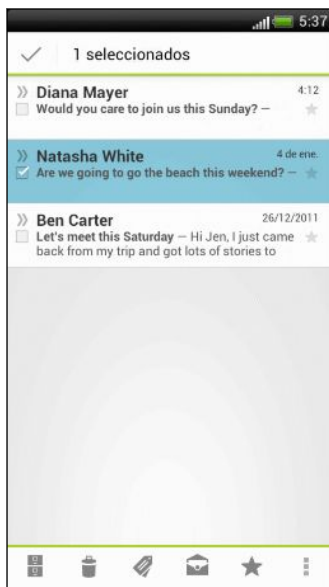 5:37
1 seleccionados
Diana Mayer 4:12
Would you care to join us this Sunday? –
Natasha White 4 de ene.
Are we going to go the beach this weekend? –
Ben Carter 26/12/2011
Let's meet this Saturday – Hi Jen, I just came
back from my trip and got lots of stories to